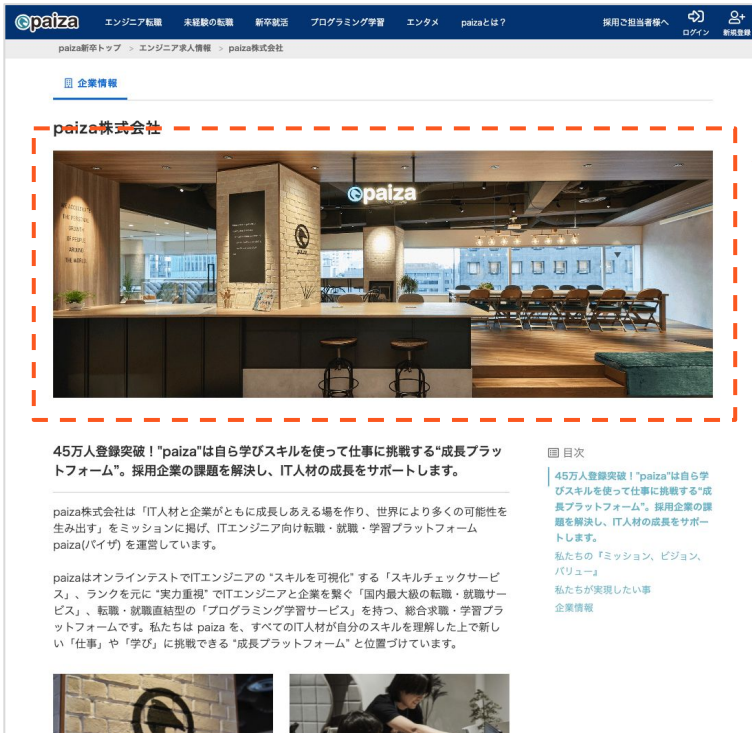 paiza
エンジニア転職 未経験の転職 新卒就活 プログラミング学習 エンタメ paizaとは？ 採用ご担当者様へ ログイン 新規登録
paiza新卒トップ > エンジニア求人情報 > paiza株式会社
企業情報
paiza株式会社
paiza
THE PERSONAL
GROWTH
OF PEOPLE
AROUND
THE WORLD
paiza
45万人登録突破！"paiza"は自ら学びスキルを使って仕事に挑戦する“成長プラッ
トフォーム”。採用企業の課題を解決し、IT人材の成長をサポートします。
paiza株式会社は「IT人材と企業がともに成長しあえる場を作り、世界により多くの可能性を
生み出す」をミッションに掲げ、ITエンジニア向け転職・就職・学習プラットフォーム
paiza(パイザ) を運営しています。
paizaはオンラインテストでITエンジニアの “スキルを可視化” する「スキルチェックサービ
ス」、ランクを元に “実力重視” でITエンジニアと企業を繋ぐ「国内最大級の転職・就職サー
ビス」、転職・就職直結型の「プログラミング学習サービス」を持つ、総合求職・学習プラ
ットフォームです。私たちは paiza を、すべてのIT人材が自分のスキルを理解した上で新し
い「仕事」や「学び」に挑戦できる “成長プラットフォーム” と位置づけています。
目次
45万人登録突破！"paiza"は自ら学
びスキルを使って仕事に挑戦する“成
長プラットフォーム”。採用企業の課
題を解決し、IT人材の成長をサポー
トします。
私たちの『ミッション、ビジョン、
バリュー』
私たちが実現したい事
企業情報